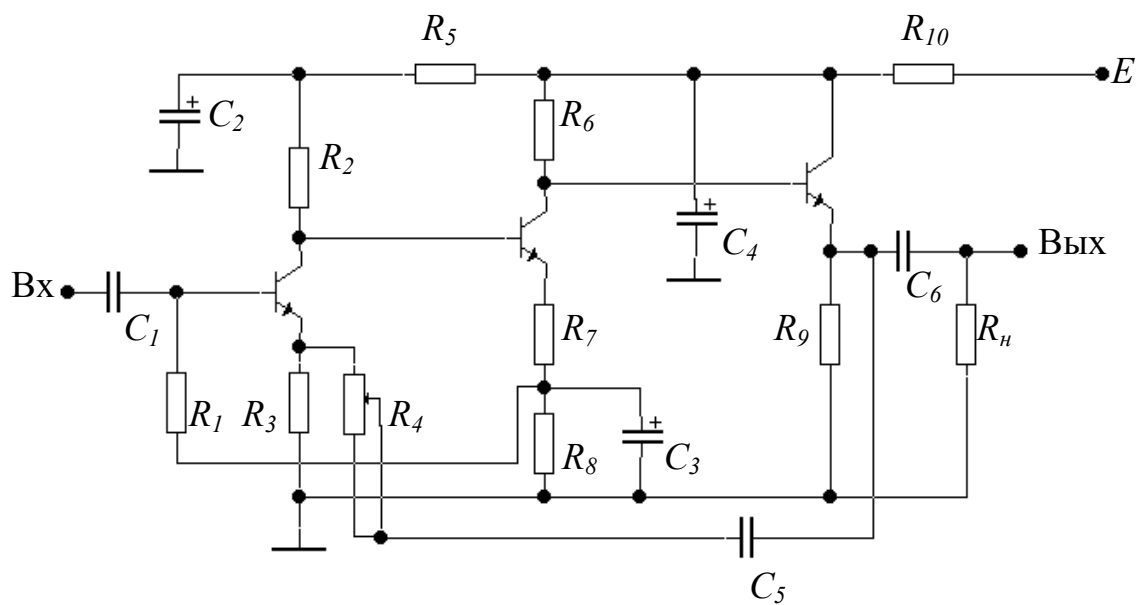 R5 R10
E
C2 R6
R2
C4 Вых
Вх C6
C1 R7 R9 Rн
R1 R3 R4
R8 C3
C5
+
+
+